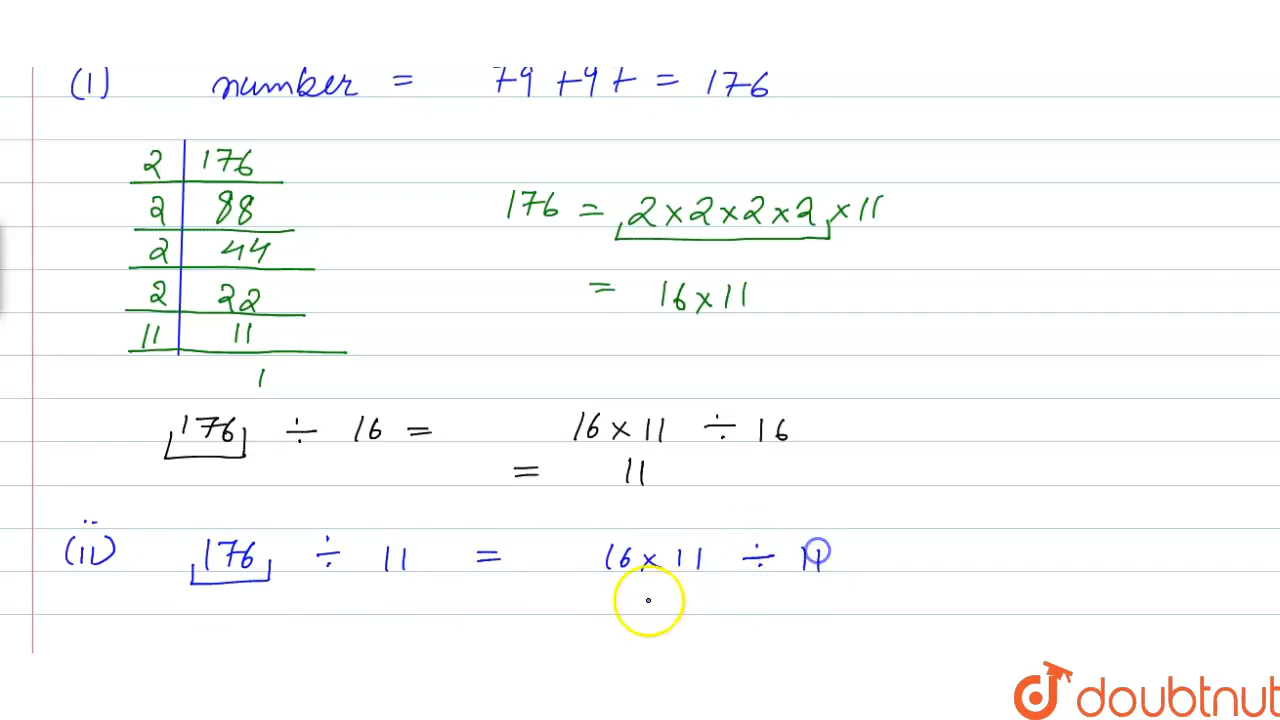 (i) number = 79 + 97 = 176
2 | 176
2 | 88
2 | 44
2 | 22
11 | 11
1
176 = 2 × 2 × 2 × 2 × 11
= 16 × 11
176 ÷ 16 = 16 × 11 ÷ 16
= 11
(ii) 176 ÷ 11 = 16 × 11 ÷ 11
doubtnut